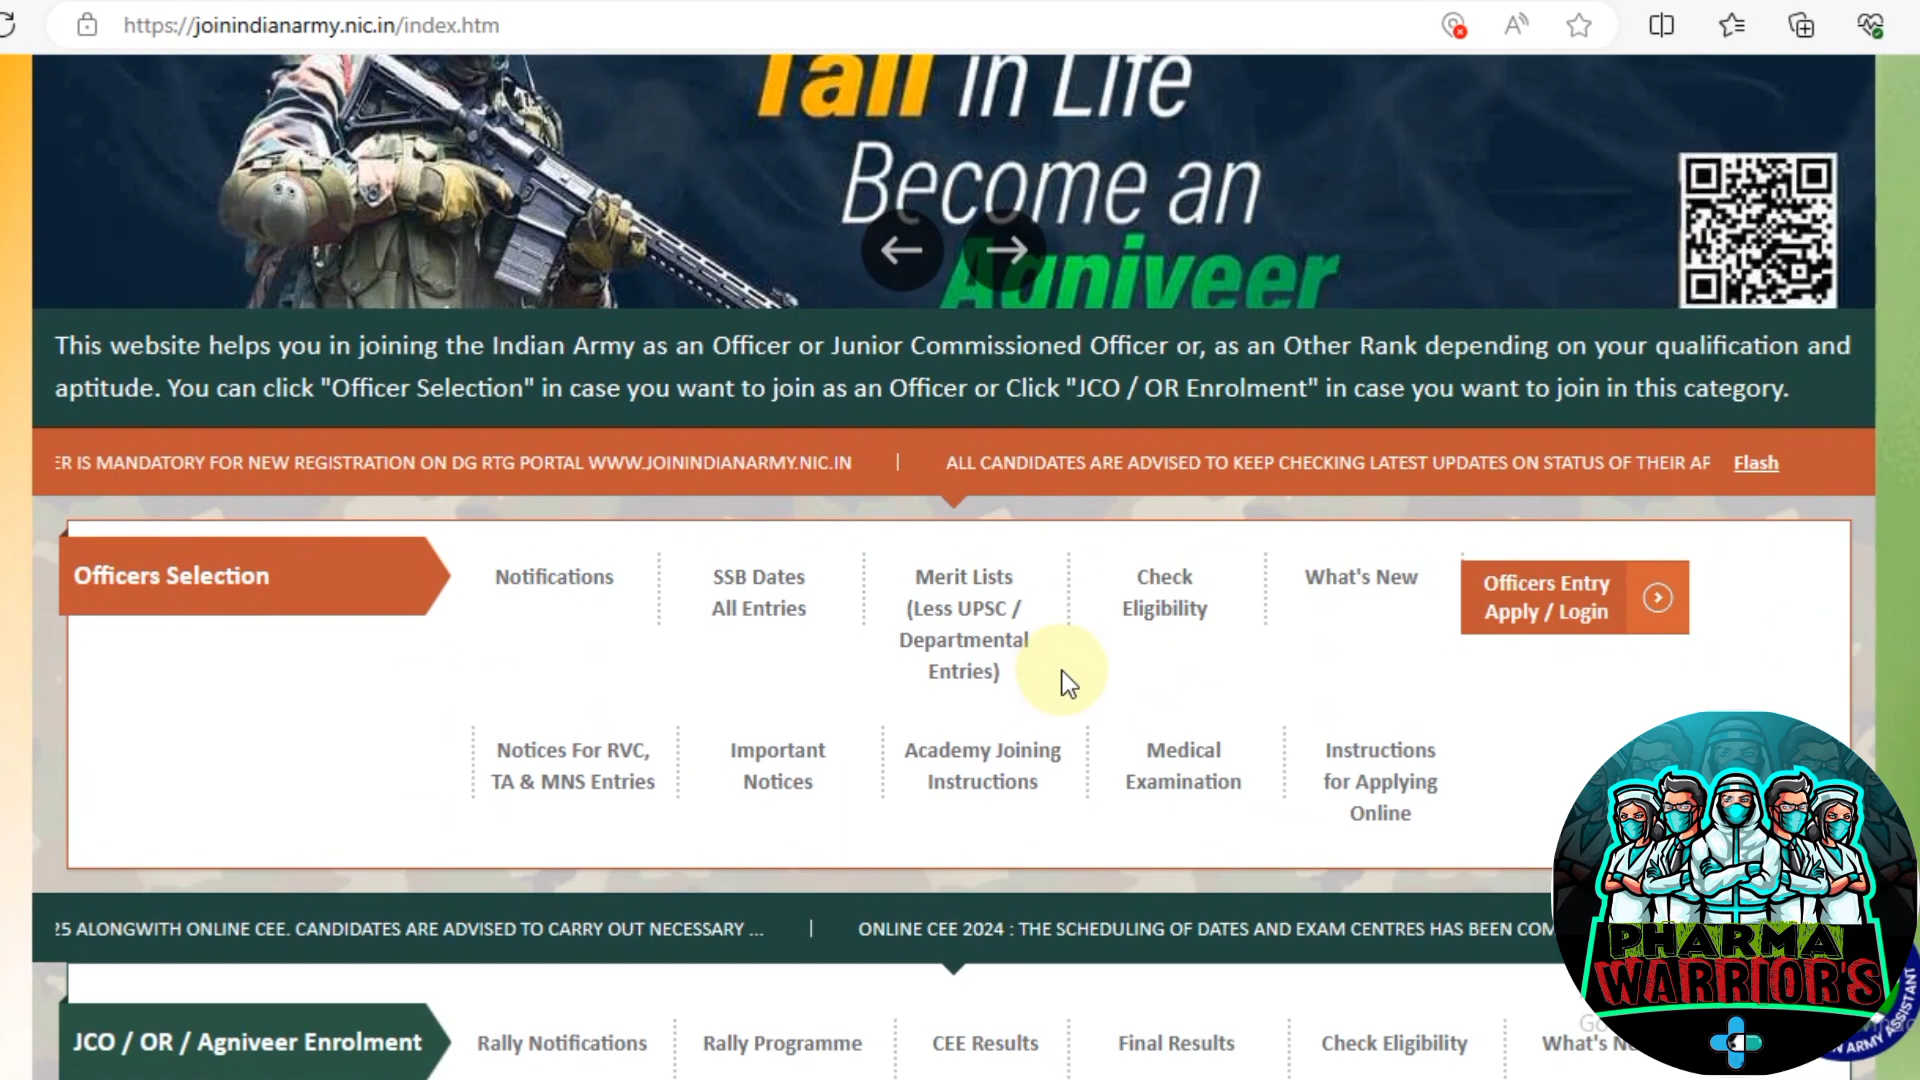 https://joinindianarmy.nic.in/index.htm
Tall in Life
Become an
Agniveer
This website helps you in joining the Indian Army as an Officer or Junior Commissioned Officer or, as an Other Rank depending on your qualification and
aptitude. You can click "Officer Selection" in case you want to join as an Officer or Click "JCO / OR Enrolment" in case you want to join in this category.
ER IS MANDATORY FOR NEW REGISTRATION ON DG RTG PORTAL WWW.JOININDIANARMY.NIC.IN | ALL CANDIDATES ARE ADVISED TO KEEP CHECKING LATEST UPDATES ON STATUS OF THEIR AP Flash
Officers Selection
Notifications
SSB Dates
All Entries
Merit Lists
(Less UPSC /
Departmental
Entries)
Check
Eligibility
What's New
Officers Entry
Apply / Login
Notices For RVC,
TA & MNS Entries
Important
Notices
Academy Joining
Instructions
Medical
Examination
Instructions
for Applying
Online
25 ALONGWITH ONLINE CEE. CANDIDATES ARE ADVISED TO CARRY OUT NECESSARY ... | ONLINE CEE 2024 : THE SCHEDULING OF DATES AND EXAM CENTRES HAS BEEN COM
JCO / OR / Agniveer Enrolment
Rally Notifications
Rally Programme
CEE Results
Final Results
Check Eligibility
What's N
PHARMA
WARRIOR'S
ARMY ASSISTANT